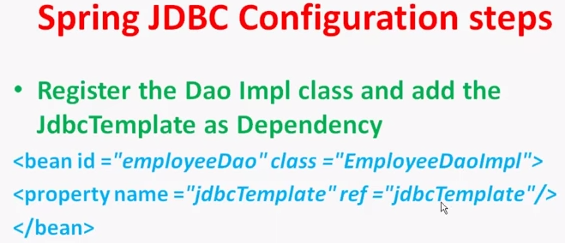 Spring JDBC Configuration steps
• Register the Dao Impl class and add the
JdbcTemplate as Dependency
<bean id ="employeeDao" class ="EmployeeDaoImpl">
<property name ="jdbcTemplate" ref ="jdbcTemplate"/>
</bean>